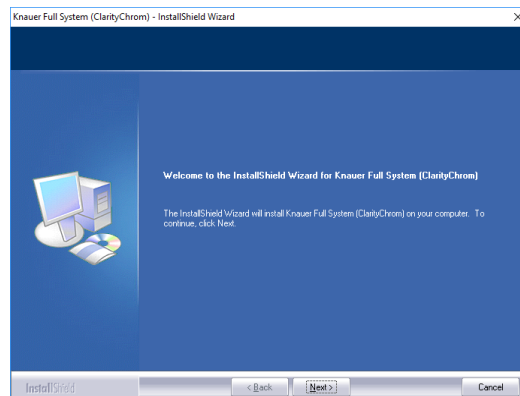 Knauer Full System (ClarityChrom) - InstallShield Wizard
Welcome to the InstallShield Wizard for Knauer Full System (ClarityChrom)
The InstallShield Wizard will install Knauer Full System (ClarityChrom) on your computer. To
continue, click Next.
InstallShield
< Back
Next >
Cancel